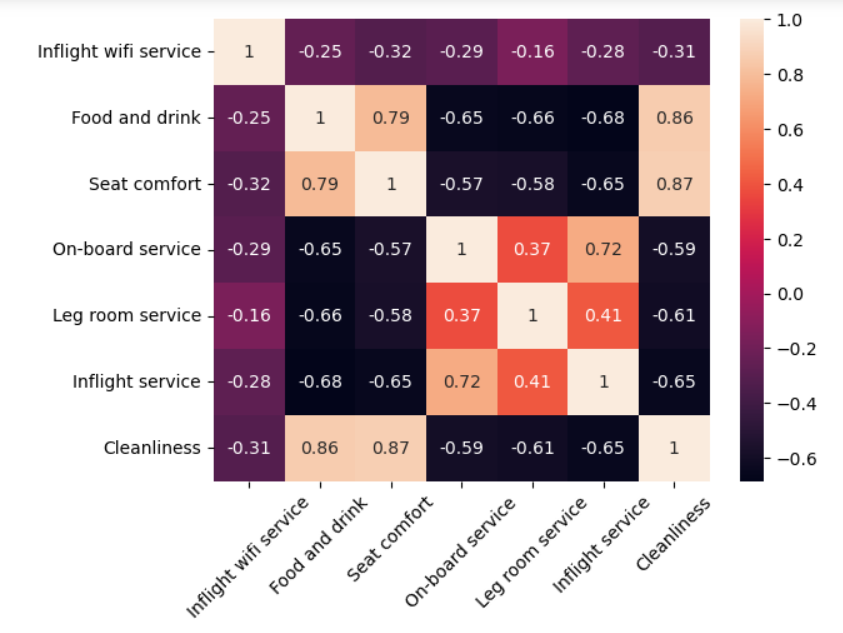 Inflight wifi service 1 -0.25 -0.32 -0.29 -0.16 -0.28 -0.31
Food and drink -0.25 1 0.79 -0.65 -0.66 -0.68 0.86
Seat comfort -0.32 0.79 1 -0.57 -0.58 -0.65 0.87
On-board service -0.29 -0.65 -0.57 1 0.37 0.72 -0.59
Leg room service -0.16 -0.66 -0.58 0.37 1 0.41 -0.61
Inflight service -0.28 -0.68 -0.65 0.72 0.41 1 -0.65
Cleanliness -0.31 0.86 0.87 -0.59 -0.61 -0.65 1
Inflight wifi service
Food and drink
Seat comfort
On-board service
Leg room service
Inflight service
Cleanliness
1.0
0.8
0.6
0.4
0.2
0.0
−0.2
−0.4
−0.6